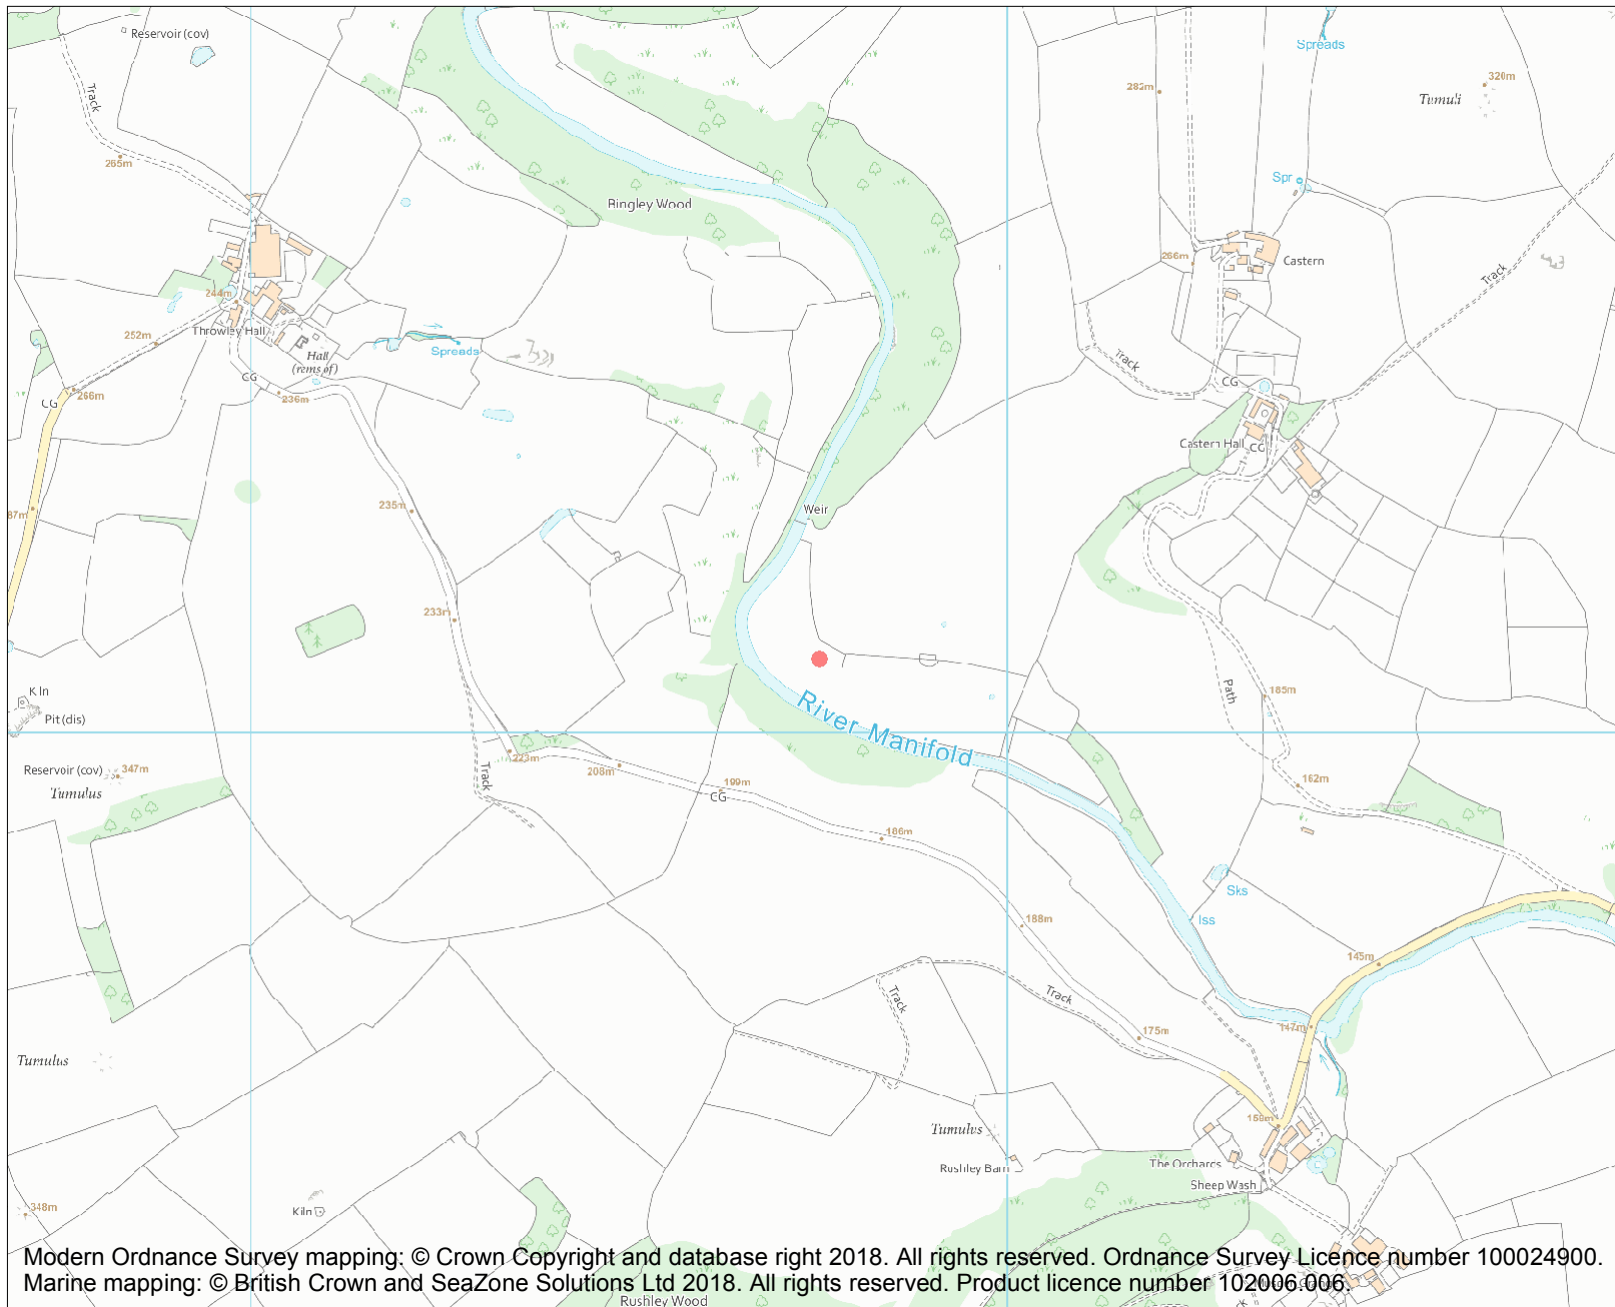 Reservoir (cov)
Spreads
320m
Tumuli
283m
Track
265m
Spr
Bingley Wood
Castern
266m
Track
244m
Throwley Hall
252m
Hall
(rems of)
Spreads
Track
CG
CG
236m
266m
CG
Castern Hall
CG
87m
235m
Weir
233m
River Manifold
Path
185m
Kiln
Pit (dis)
Reservoir (cov)
347m
Tumulus
223m
208m
199m
CG
Track
162m
186m
Sks
Iss
188m
145m
Track
Track
147m
175m
Tumulus
Tumulus
Rushley Barn
The Orchards
Sheep Wash
348m
Kiln
Modern Ordnance Survey mapping: © Crown Copyright and database right 2018. All rights reserved. Ordnance Survey Licence number 100024900.
Marine mapping: © British Crown and SeaZone Solutions Ltd 2018. All rights reserved. Product licence number 102006.006.
Rushley Wood